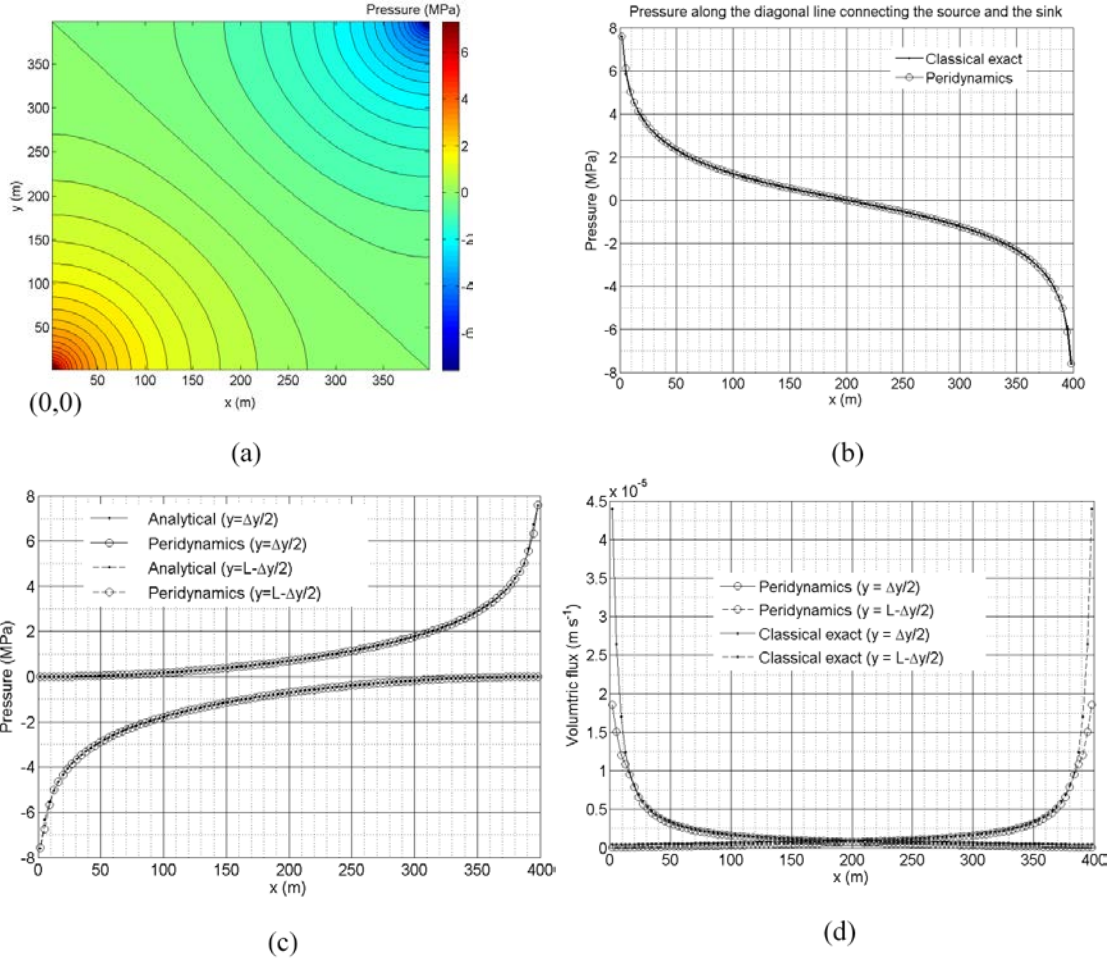 Pressure (MPa)
6
4
2
0
-2
-4
-6
350
300
250
200
150
100
50
y (m)
50 100 150 200 250 300 350
x (m)
(0,0)
(a)
Pressure along the diagonal line connecting the source and the sink
Classical exact
Peridynamics
8
6
4
2
0
-2
-4
-6
-8
Pressure (MPa)
0 50 100 150 200 250 300 350 400
x (m)
(b)
Analytical (y=Δy/2)
Peridynamics (y=Δy/2)
Analytical (y=L-Δy/2)
Peridynamics (y=L-Δy/2)
8
6
4
2
0
-2
-4
-6
-8
Pressure (MPa)
0 50 100 150 200 250 300 350 400
x (m)
(c)
x 10⁻⁵
4.5
4
3.5
3
2.5
2
1.5
1
0.5
0
Volumtric flux (m s⁻¹)
Peridynamics (y = Δy/2)
Peridynamics (y = L-Δy/2)
Classical exact (y = Δy/2)
Classical exact (y = L-Δy/2)
0 50 100 150 200 250 300 350 400
x (m)
(d)